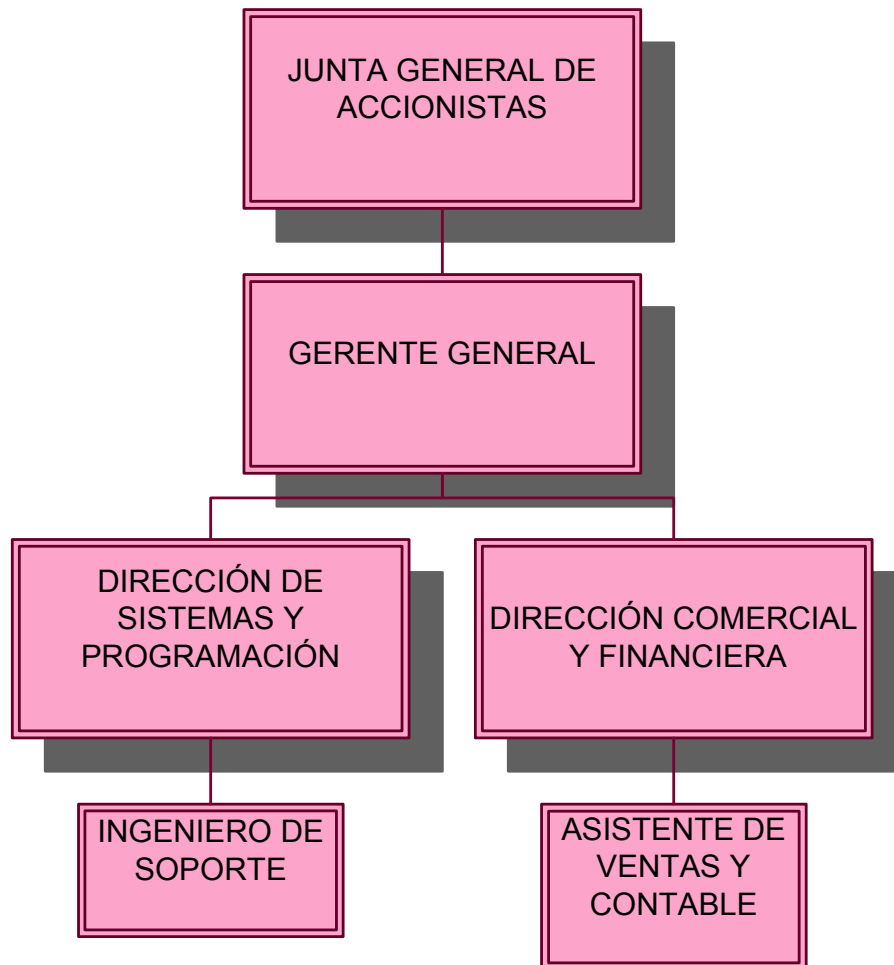 JUNTA GENERAL DE
ACCIONISTAS
GERENTE GENERAL
DIRECCIÓN DE
SISTEMAS Y
PROGRAMACIÓN
DIRECCIÓN COMERCIAL
Y FINANCIERA
INGENIERO DE
SOPORTE
ASISTENTE DE
VENTAS Y
CONTABLE